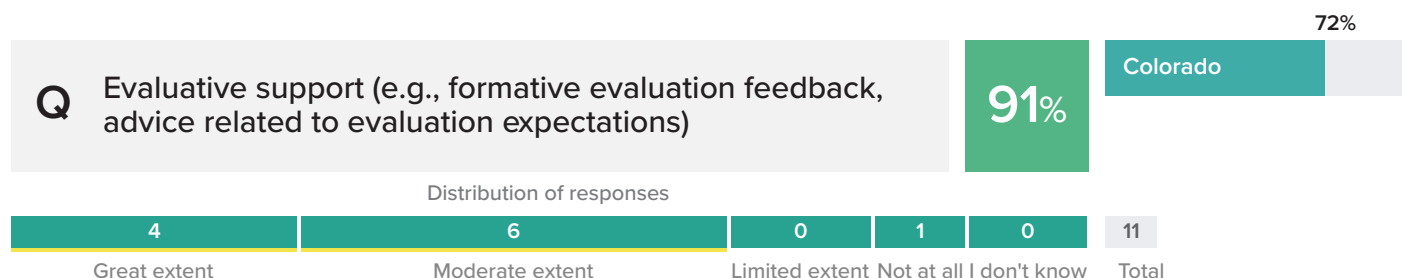 72%
Q Evaluative support (e.g., formative evaluation feedback,
advice related to evaluation expectations)
91%
Colorado
Distribution of responses
4 6 0 1 0 11
Great extent Moderate extent Limited extent Not at all I don't know Total